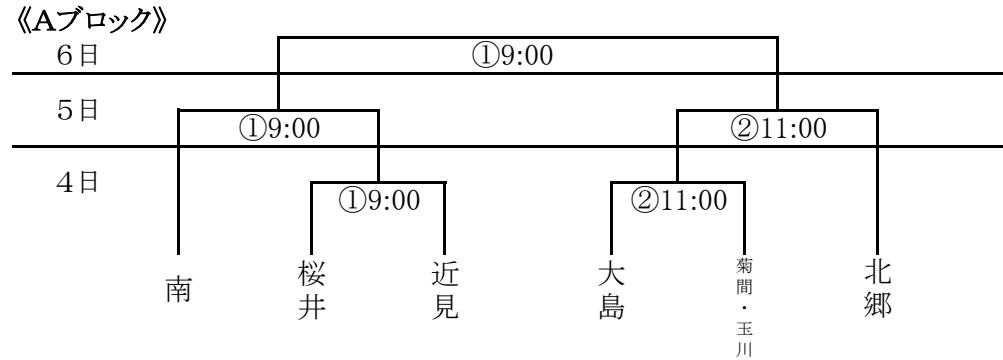 《Aブロック》
6日
①9:00
5日
①9:00
②11:00
4日
①9:00
②11:00
南
桜井
近見
大島
菊間・玉川
北郷